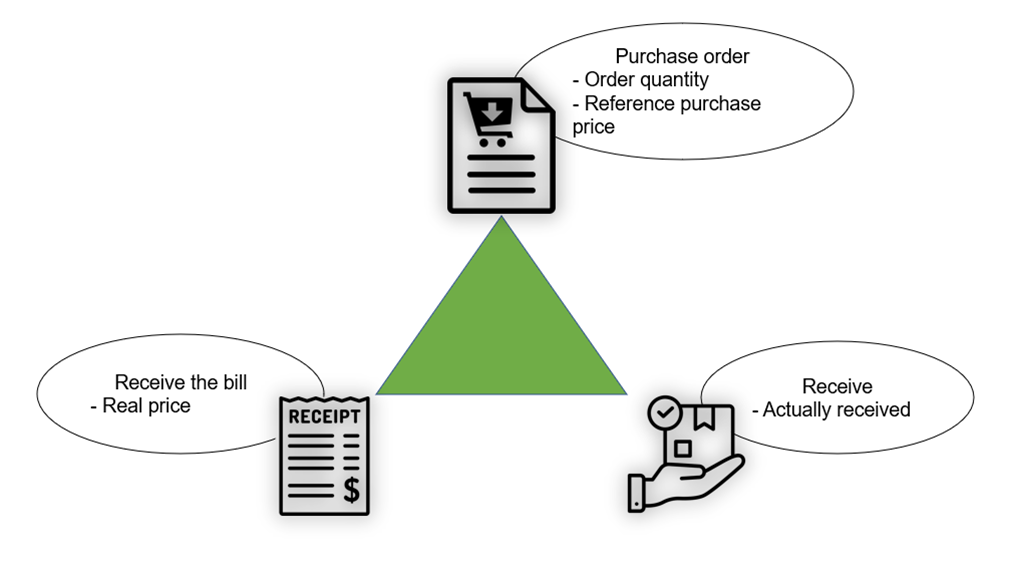 Purchase order
- Order quantity
- Reference purchase
price
Receive the bill
- Real price
RECEIPT
$
Receive
- Actually received